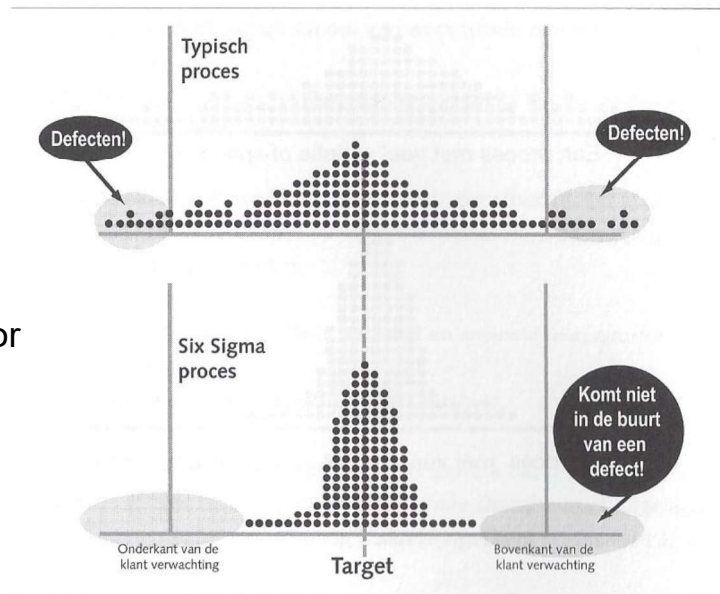 Typisch
proces
Defecten!
Defecten!
or
Six Sigma
proces
Komt niet
in de buurt
van een
defect!
Onderkant van de
klant verwachting
Target
Bovenkant van de
klant verwachting